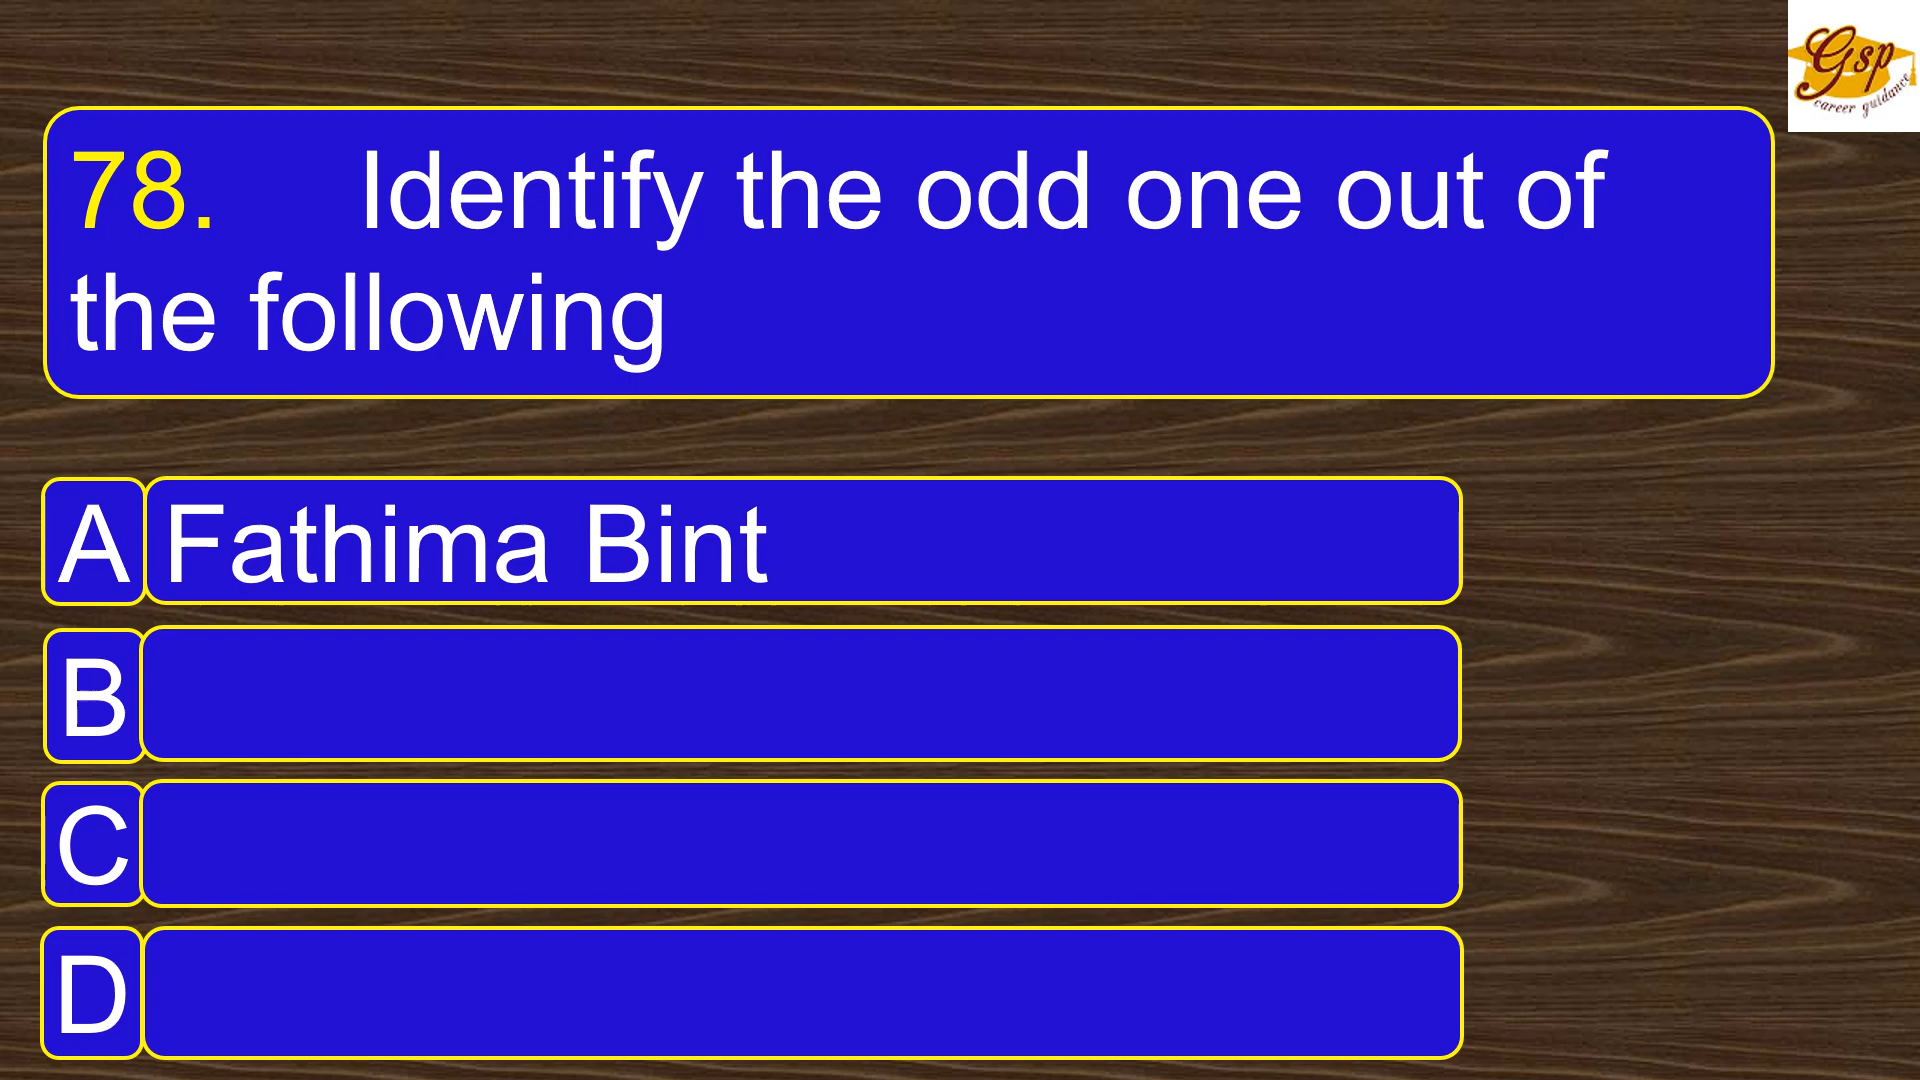 Gsp
career guidance
78. Identify the odd one out of
the following
A Fathima Bint
B
C
D